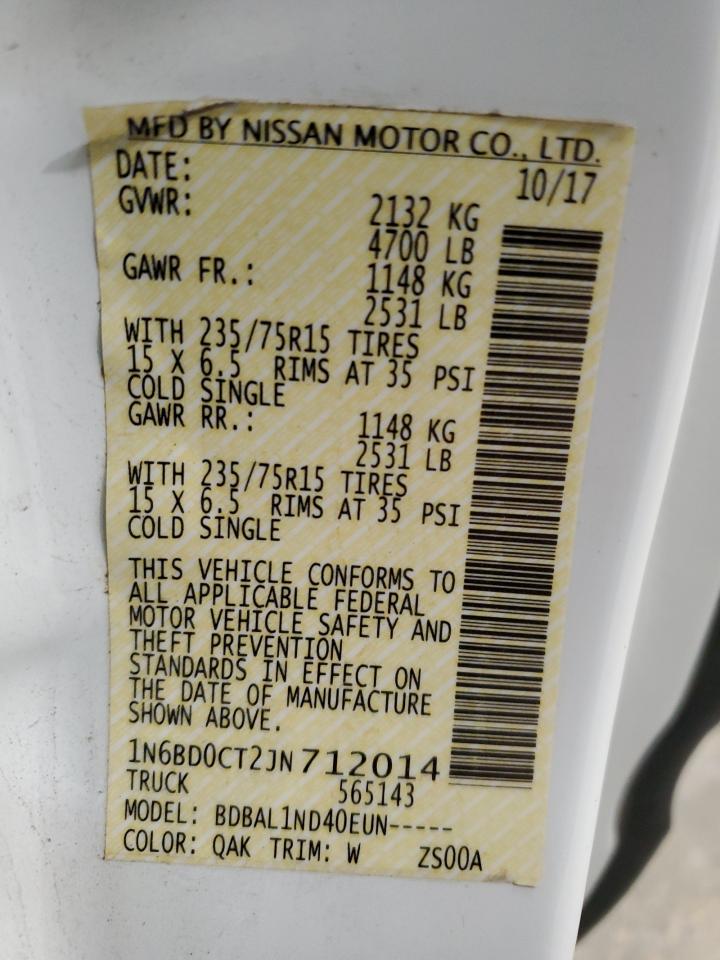 MFD BY NISSAN MOTOR CO., LTD.
DATE: 10/17
GVWR: 2132 KG
4700 LB
GAWR FR.: 1148 KG
2531 LB
WITH 235/75R15 TIRES
15 X 6.5 RIMS AT 35 PSI
COLD SINGLE
GAWR RR.: 1148 KG
2531 LB
WITH 235/75R15 TIRES
15 X 6.5 RIMS AT 35 PSI
COLD SINGLE
THIS VEHICLE CONFORMS TO
ALL APPLICABLE FEDERAL
MOTOR VEHICLE SAFETY AND
THEFT PREVENTION
STANDARDS IN EFFECT ON
THE DATE OF MANUFACTURE
SHOWN ABOVE.
1N6BD0CT2JN712014
TRUCK 565143
MODEL: BDBAL1ND40EUN-----
COLOR: QAK TRIM: W ZS00A